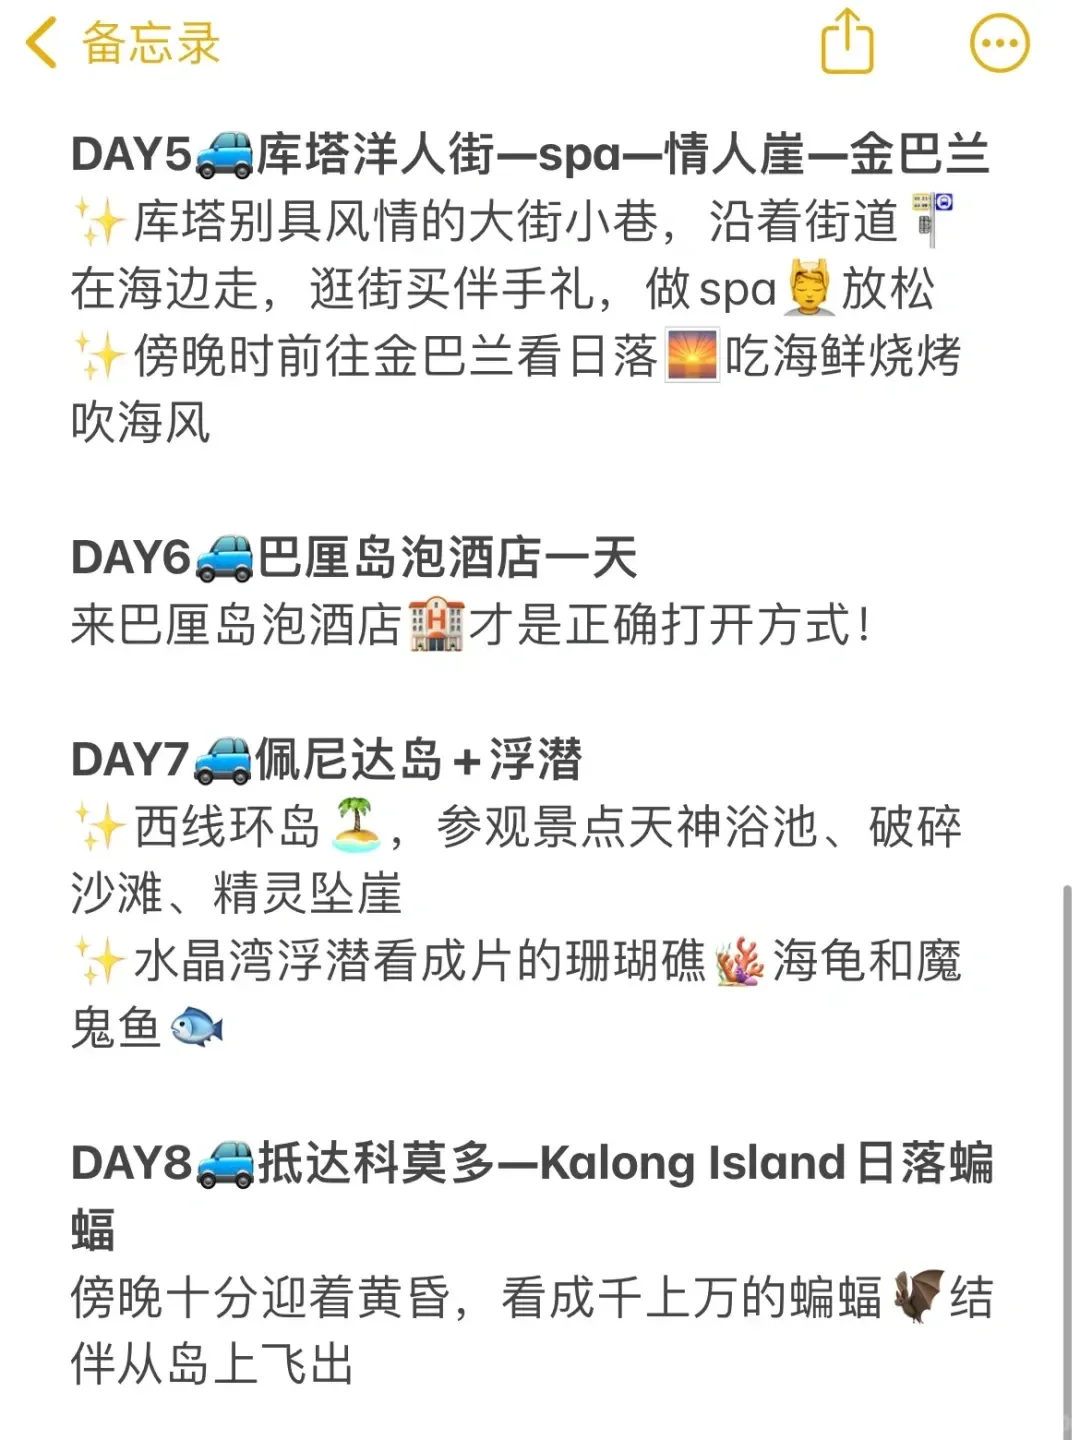 备忘录
DAY5🚙库塔洋人街—spa—情人崖—金巴兰
✨库塔别具风情的大街小巷，沿着街道🚏
在海边走，逛街买伴手礼，做spa💆放松
✨傍晚时前往金巴兰看日落🌅吃海鲜烧烤
吹海风
DAY6🚙巴厘岛泡酒店一天
来巴厘岛泡酒店🏨才是正确打开方式！
DAY7🚙佩尼达岛+浮潜
✨西线环岛🏝️，参观景点天神浴池、破碎
沙滩、精灵坠崖
✨水晶湾浮潜看成片的珊瑚礁🪸海龟和魔
鬼鱼🐟
DAY8🚙抵达科莫多—Kalong Island日落蝙
蝠
傍晚十分迎着黄昏，看成千上万的蝙蝠🦇结
伴从岛上飞出